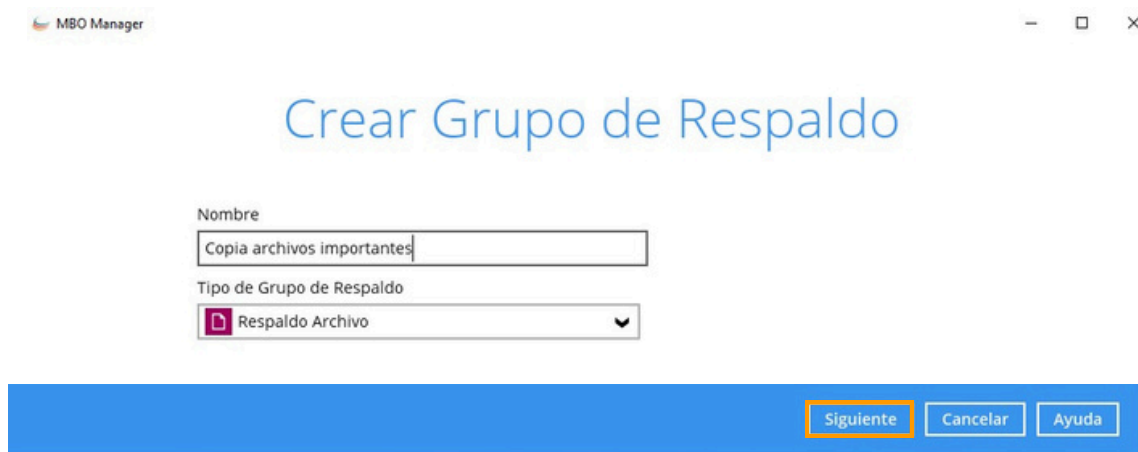 MBO Manager
Crear Grupo de Respaldo
Nombre
Copia archivos importantes
Tipo de Grupo de Respaldo
Respaldo Archivo
Siguiente Cancelar Ayuda